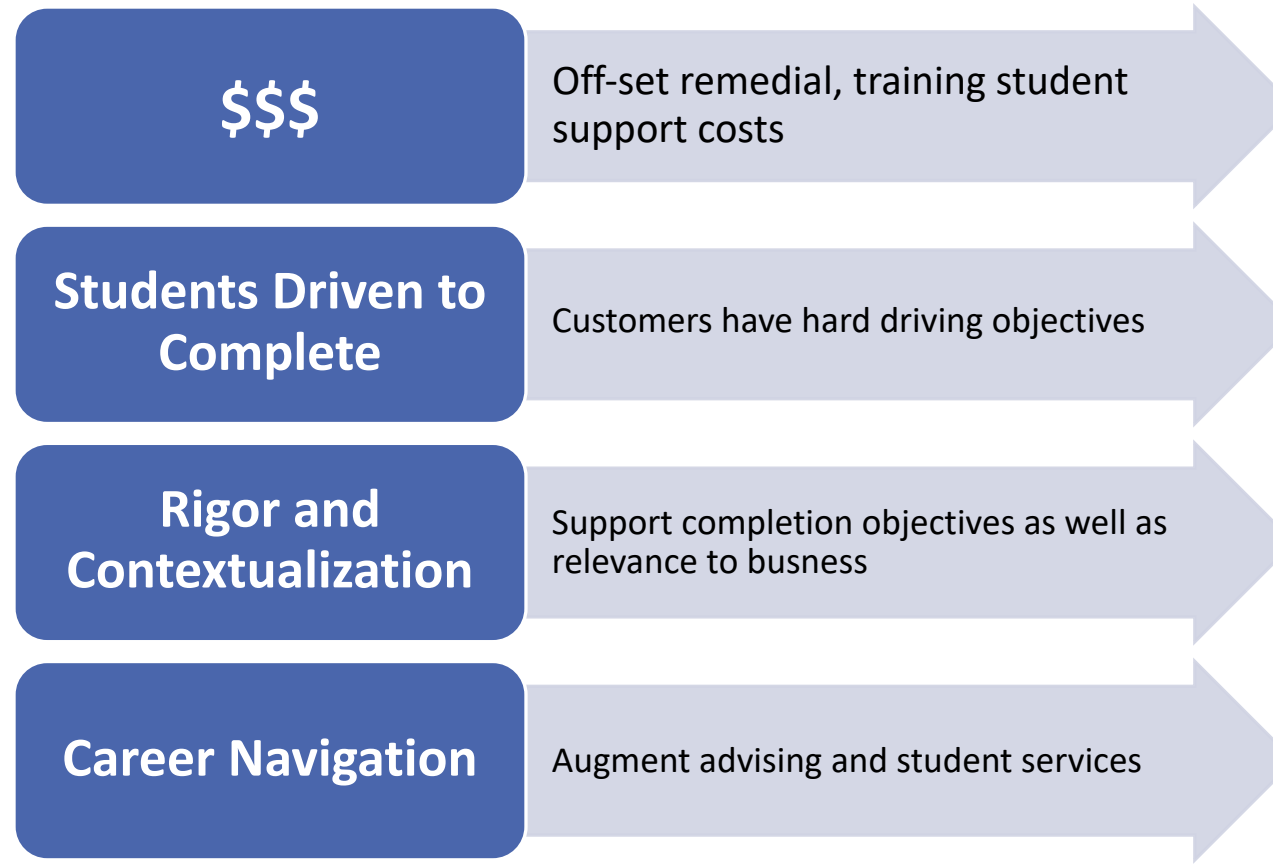 $$$
Off-set remedial, training student
support costs
Students Driven to
Complete
Customers have hard driving objectives
Rigor and
Contextualization
Support completion objectives as well as
relevance to busness
Career Navigation
Augment advising and student services